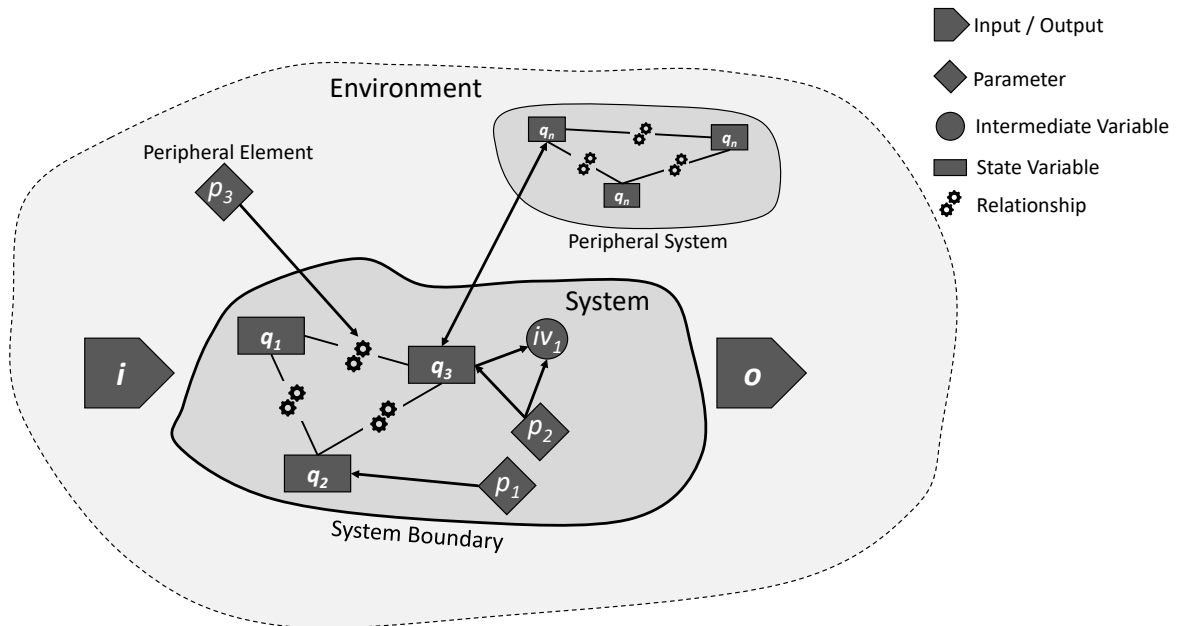 Input / Output
Parameter
Intermediate Variable
State Variable
Relationship
Environment
Peripheral Element
p3
qn
qn
qn
Peripheral System
System
i
q1
q3
iv1
o
p2
q2
p1
System Boundary